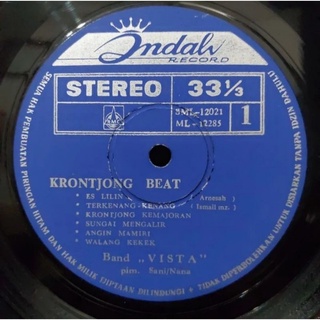 Indah
RECORD
STEREO 33⅓
SML-12021
ML - 12285
1
KRONTJONG BEAT
• ES LILIN ( Arensah )
• TERKENANG-KENANG ( Ismail mz. )
• KRONTJONG KEMAJORAN
• SUNGAI MENGALIR
• ANGIN MAMIRI
• WALANG KEKEK
Band „VISTA"
pim. Sani/Nana
SEMUA HAK PEMBUATAN PIRINGAN HITAM DAN HAK MILIK CIPTAAN DILINDUNGI • TIDAK DIPERBOLEHKAN UNTUK DISIARKAN TANPA IZIN DAHULU